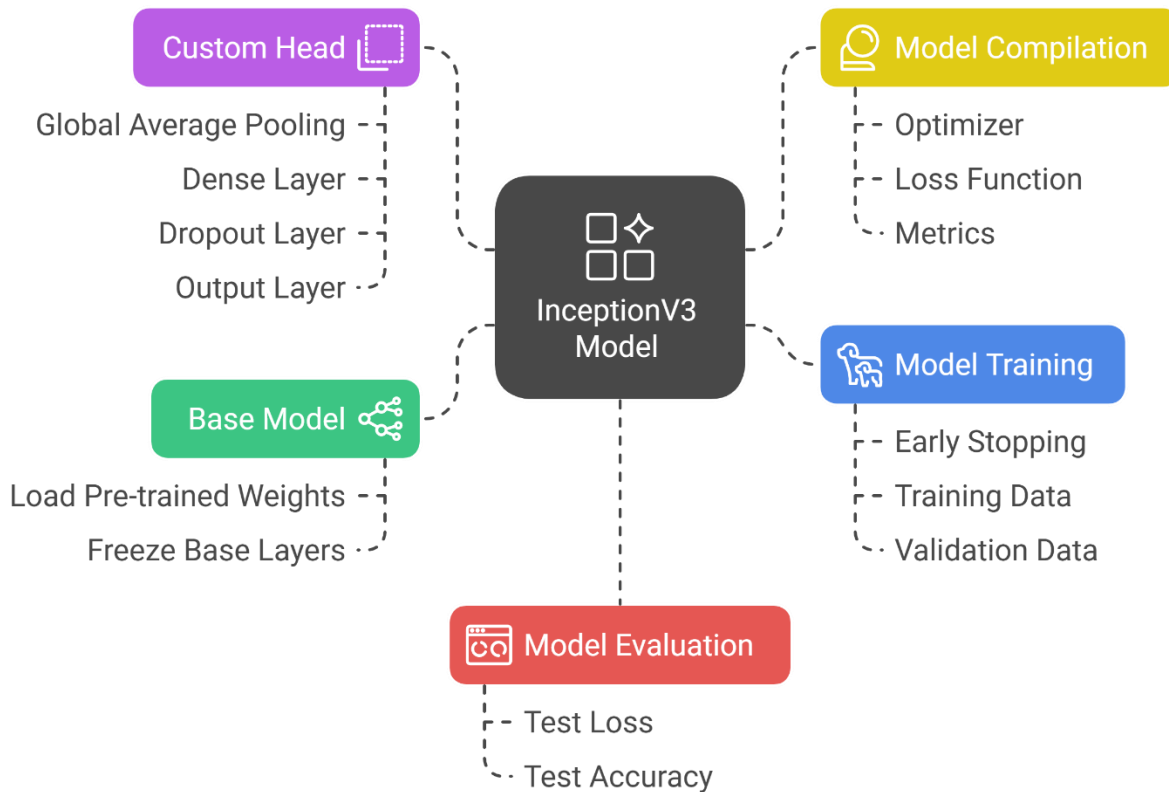 Custom Head
Global Average Pooling
Dense Layer
Dropout Layer
Output Layer
Base Model
Load Pre-trained Weights
Freeze Base Layers
InceptionV3
Model
Model Compilation
Optimizer
Loss Function
Metrics
Model Training
Early Stopping
Training Data
Validation Data
Model Evaluation
Test Loss
Test Accuracy